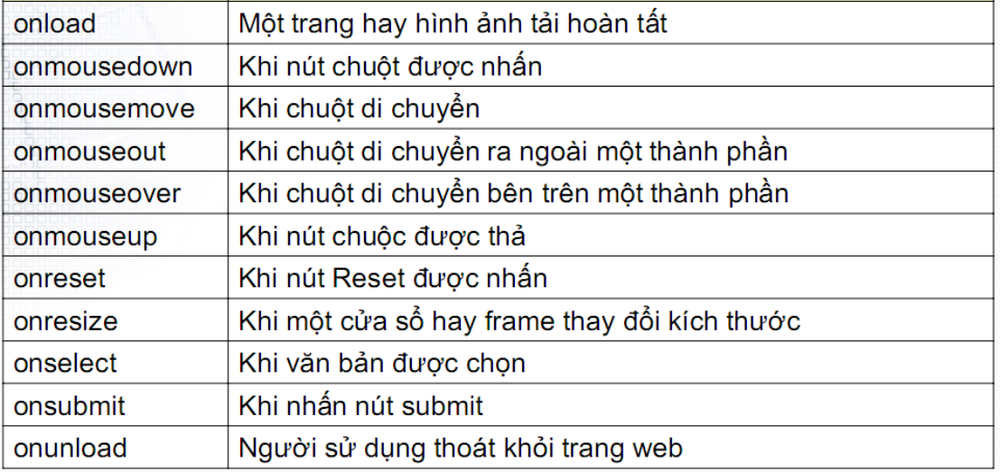 onload Một trang hay hình ảnh tải hoàn tất
onmousedown Khi nút chuột được nhấn
onmousemove Khi chuột di chuyển
onmouseout Khi chuột di chuyển ra ngoài một thành phần
onmouseover Khi chuột di chuyển bên trên một thành phần
onmouseup Khi nút chuộc được thả
onreset Khi nút Reset được nhấn
onresize Khi một cửa sổ hay frame thay đổi kích thước
onselect Khi văn bản được chọn
onsubmit Khi nhấn nút submit
onunload Người sử dụng thoát khỏi trang web